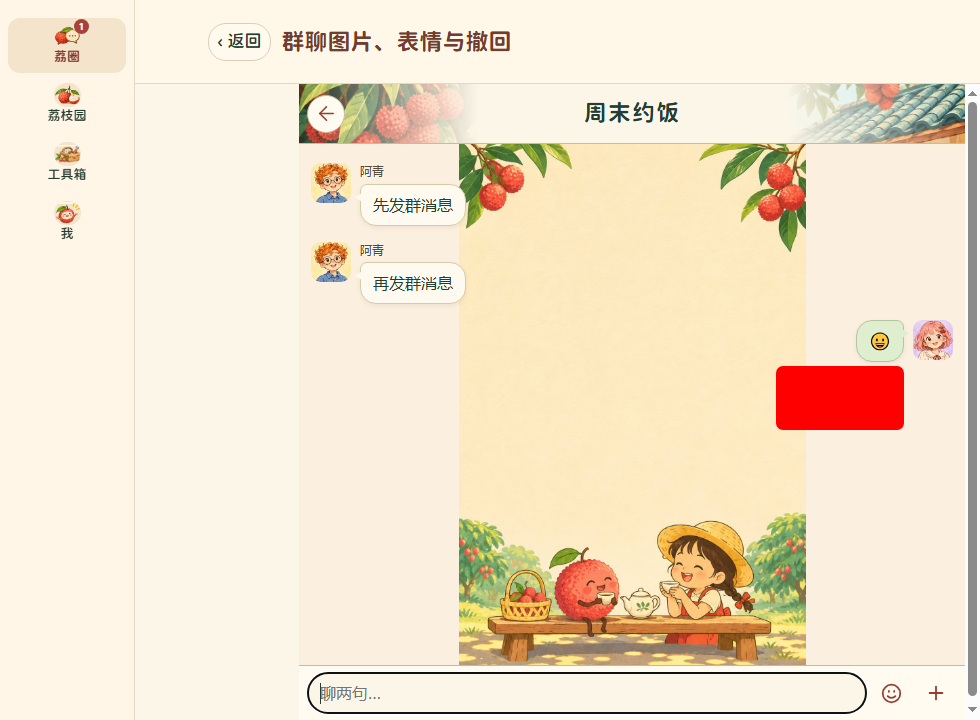 1
荔圈
荔枝园
工具箱
我
‹ 返回
群聊图片、表情与撤回
周末约饭
阿青
先发群消息
阿青
再发群消息
聊两句...